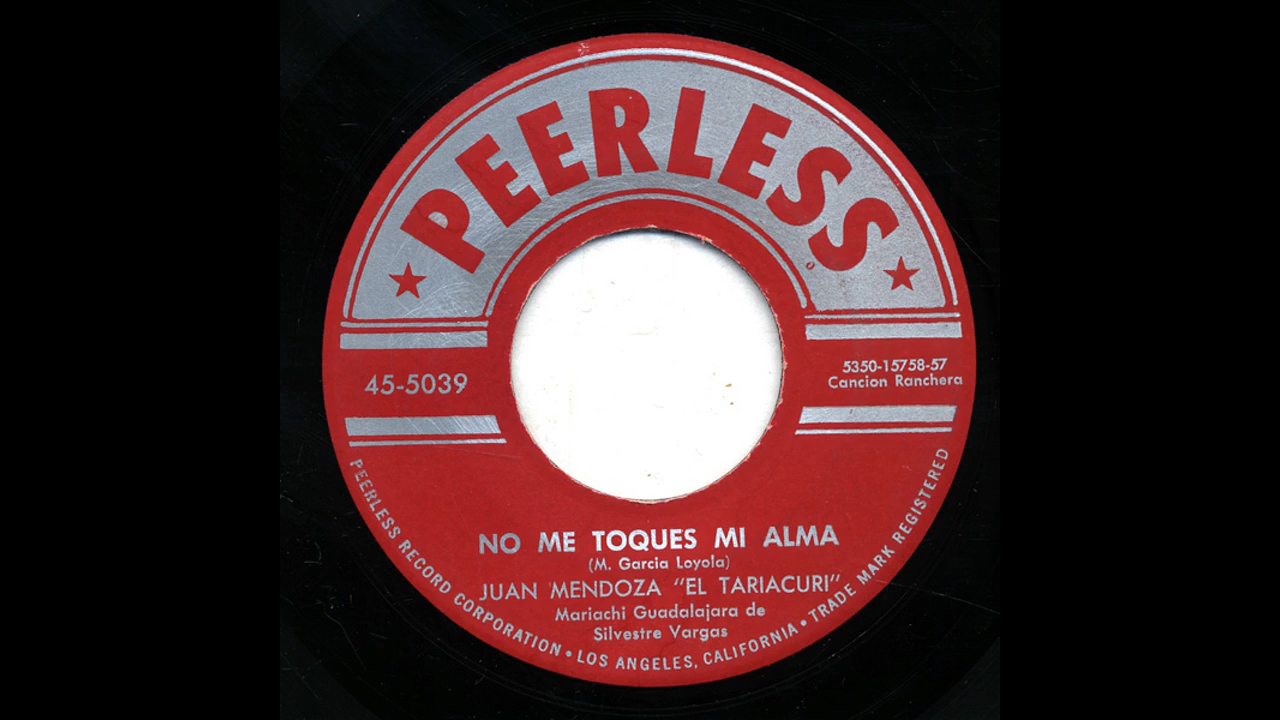 PEERLESS
45-5039
5350-15758-57
Cancion Ranchera
NO ME TOQUES MI ALMA
(M. Garcia Loyola)
JUAN MENDOZA "EL TARIACURI"
Mariachi Guadalajara de
Silvestre Vargas
PEERLESS RECORD CORPORATION • LOS ANGELES, CALIFORNIA • TRADE MARK REGISTERED